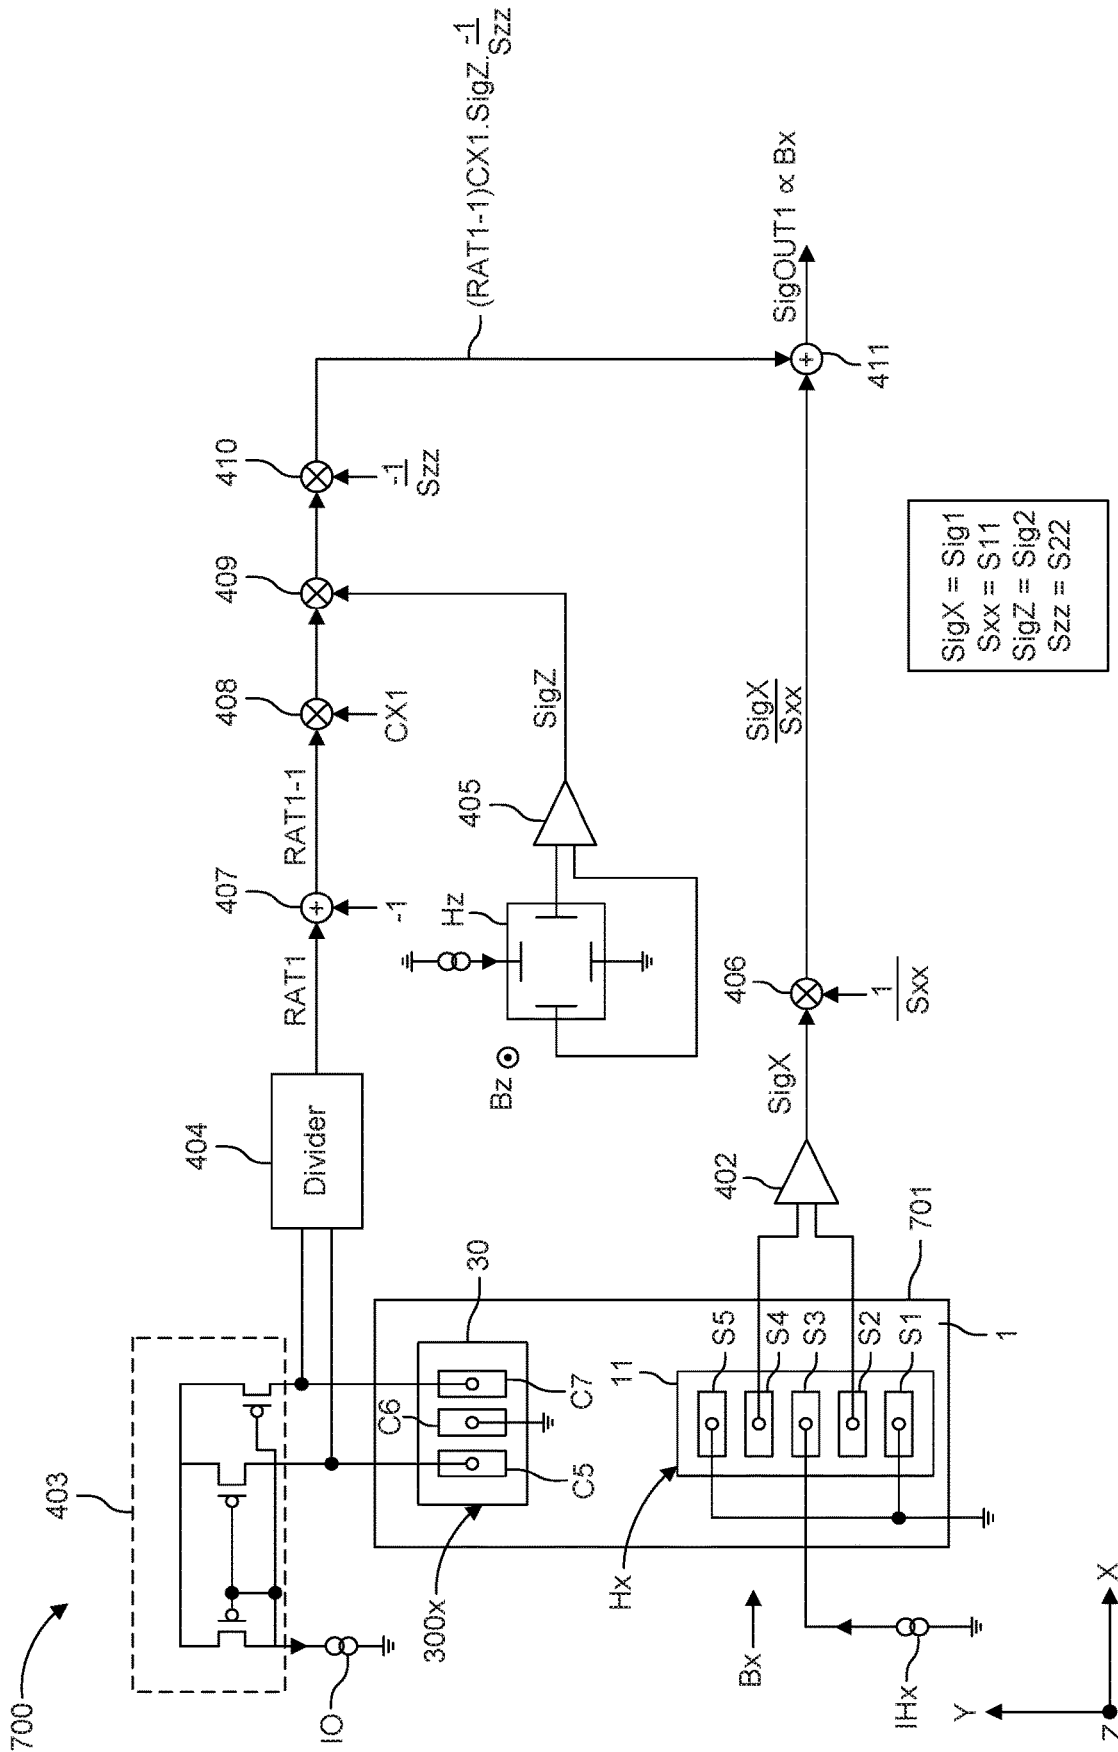 700
403
IO
404
Divider
RAT1
407
-1
RAT1-1
408
CX1
409
410
-1
Szz
(RAT1-1)CX1.SigZ.-1
Szz
30
C7
C6
C5
300x
Bz
Hz
405
SigZ
701
1
11
S5
S4
S3
S2
S1
Hx
Bx
IHx
402
SigX
406
1
Sxx
SigX
Sxx
411
SigOUT1 ∝ Bx
SigX = Sig1
Sxx = S11
SigZ = Sig2
Szz = S22
Y
X
Z